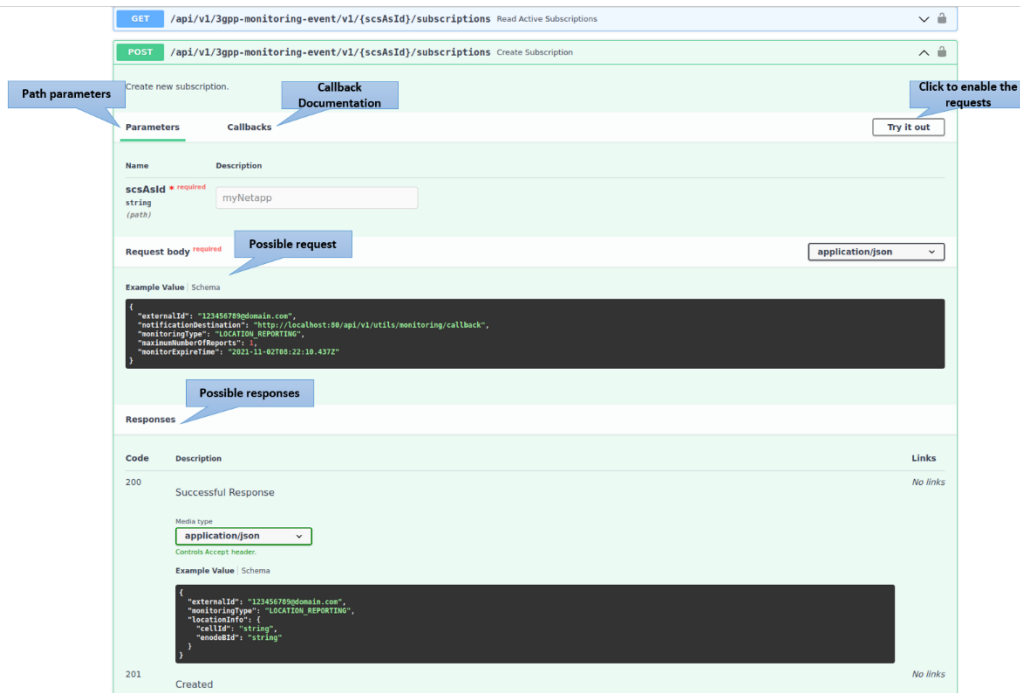 GET /api/v1/3gpp-monitoring-event/v1/{scsAsId}/subscriptions Read Active Subscriptions
POST /api/v1/3gpp-monitoring-event/v1/{scsAsId}/subscriptions Create Subscription
Create new subscription.
Path parameters
Callback
Documentation
Click to enable the
requests
Parameters
Callbacks
Try it out
Name Description
scsAsId * required
string
(path)
myNetapp
Request body required
Possible request
application/json
Example Value | Schema
{
"externalId": "123456789@domain.com",
"notificationDestination": "http://localhost:80/api/v1/utils/monitoring/callback",
"monitoringType": "LOCATION_REPORTING",
"maximumNumberOfReports": 1,
"monitorExpireTime": "2021-11-02T08:22:10.437Z"
}
Possible responses
Responses
Code Description Links
200 No links
Successful Response
Media type
application/json
Controls Accept header.
Example Value | Schema
{
"externalId": "123456789@domain.com",
"monitoringType": "LOCATION_REPORTING",
"locationInfo": {
"cellId": "string",
"enodeBId": "string"
}
}
201 No links
Created